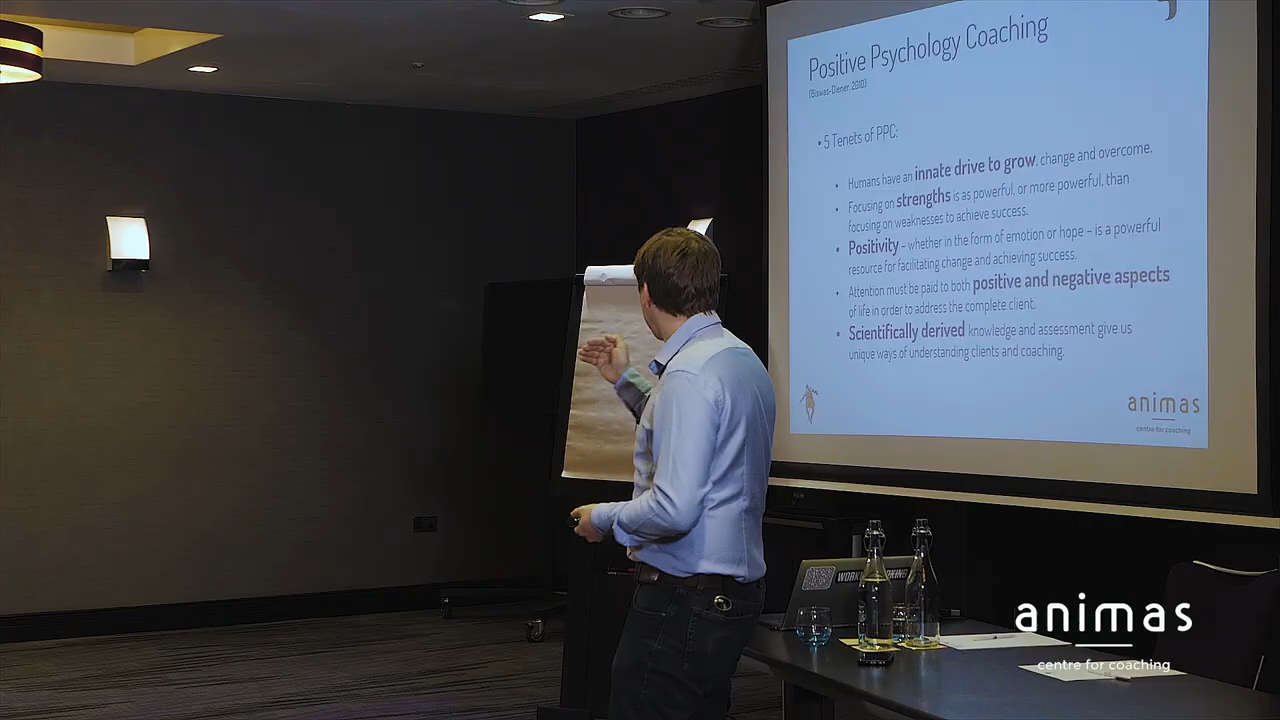 Positive Psychology Coaching
(Biswas-Diener, 2010)
• 5 Tenets of PPC:
• Humans have an innate drive to grow, change and overcome.
• Focusing on strengths is as powerful, or more powerful, than
focusing on weaknesses to achieve success.
• Positivity – whether in the form of emotion or hope – is a powerful
resource for facilitating change and achieving success.
• Attention must be paid to both positive and negative aspects
of life in order to address the complete client.
• Scientifically derived knowledge and assessment give us
unique ways of understanding clients and coaching.
animas
centre for coaching
animas
centre for coaching